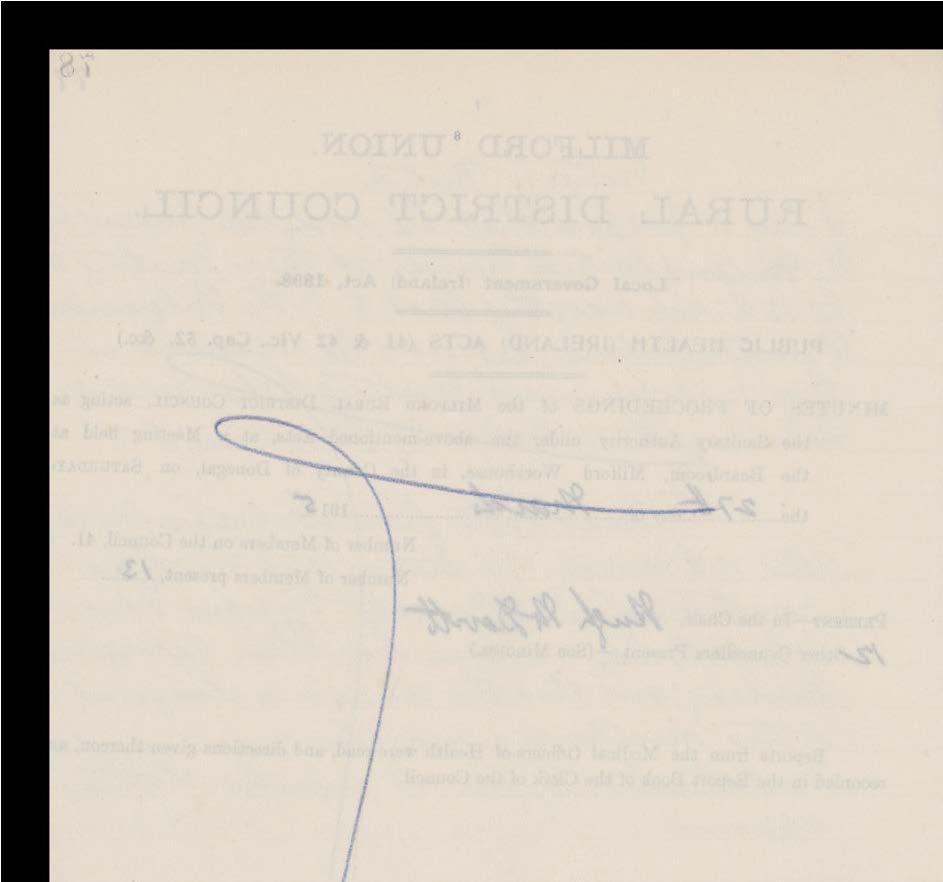 78
MILFORD UNION.
RURAL DISTRICT COUNCIL.
Local Government (Ireland) Act, 1898.
PUBLIC HEALTH (IRELAND) ACTS (41 & 42 Vic. Cap. 52, &c.)
MINUTES OF PROCEEDINGS of the MILFORD RURAL DISTRICT COUNCIL, acting as
the Sanitary Authority under the above-mentioned Acts, at a Meeting held at
the Boardroom, Milford Workhouse, in the County of Donegal, on SATURDAY
the 27th day of March 1915
Number of Members on the Council, 41.
Number of Members present, 13
PRESENT—In the Chair, Hugh
12 Other Councillors Present:—(See Minutes.)
Reports from the Medical Officers of Health were read, and directions given thereon, as
recorded in the Report Book of the Clerk of the Council.